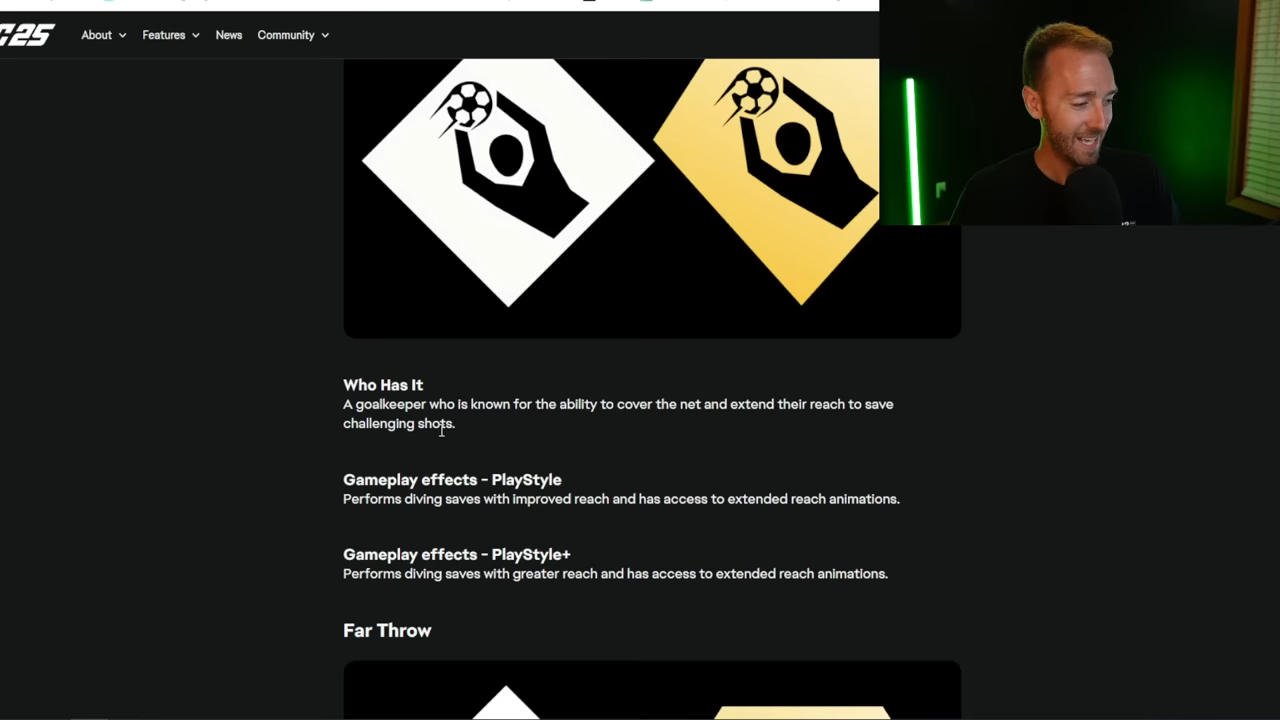 C25
About
Features
News
Community
Who Has It
A goalkeeper who is known for the ability to cover the net and extend their reach to save
challenging shots.
Gameplay effects - PlayStyle
Performs diving saves with improved reach and has access to extended reach animations.
Gameplay effects - PlayStyle+
Performs diving saves with greater reach and has access to extended reach animations.
Far Throw